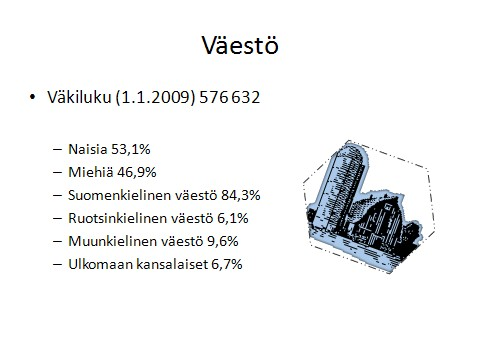 Väestö
• Väkiluku (1.1.2009) 576 632
– Naisia 53,1%
– Miehiä 46,9%
– Suomenkielinen väestö 84,3%
– Ruotsinkielinen väestö 6,1%
– Muunkielinen väestö 9,6%
– Ulkomaan kansalaiset 6,7%